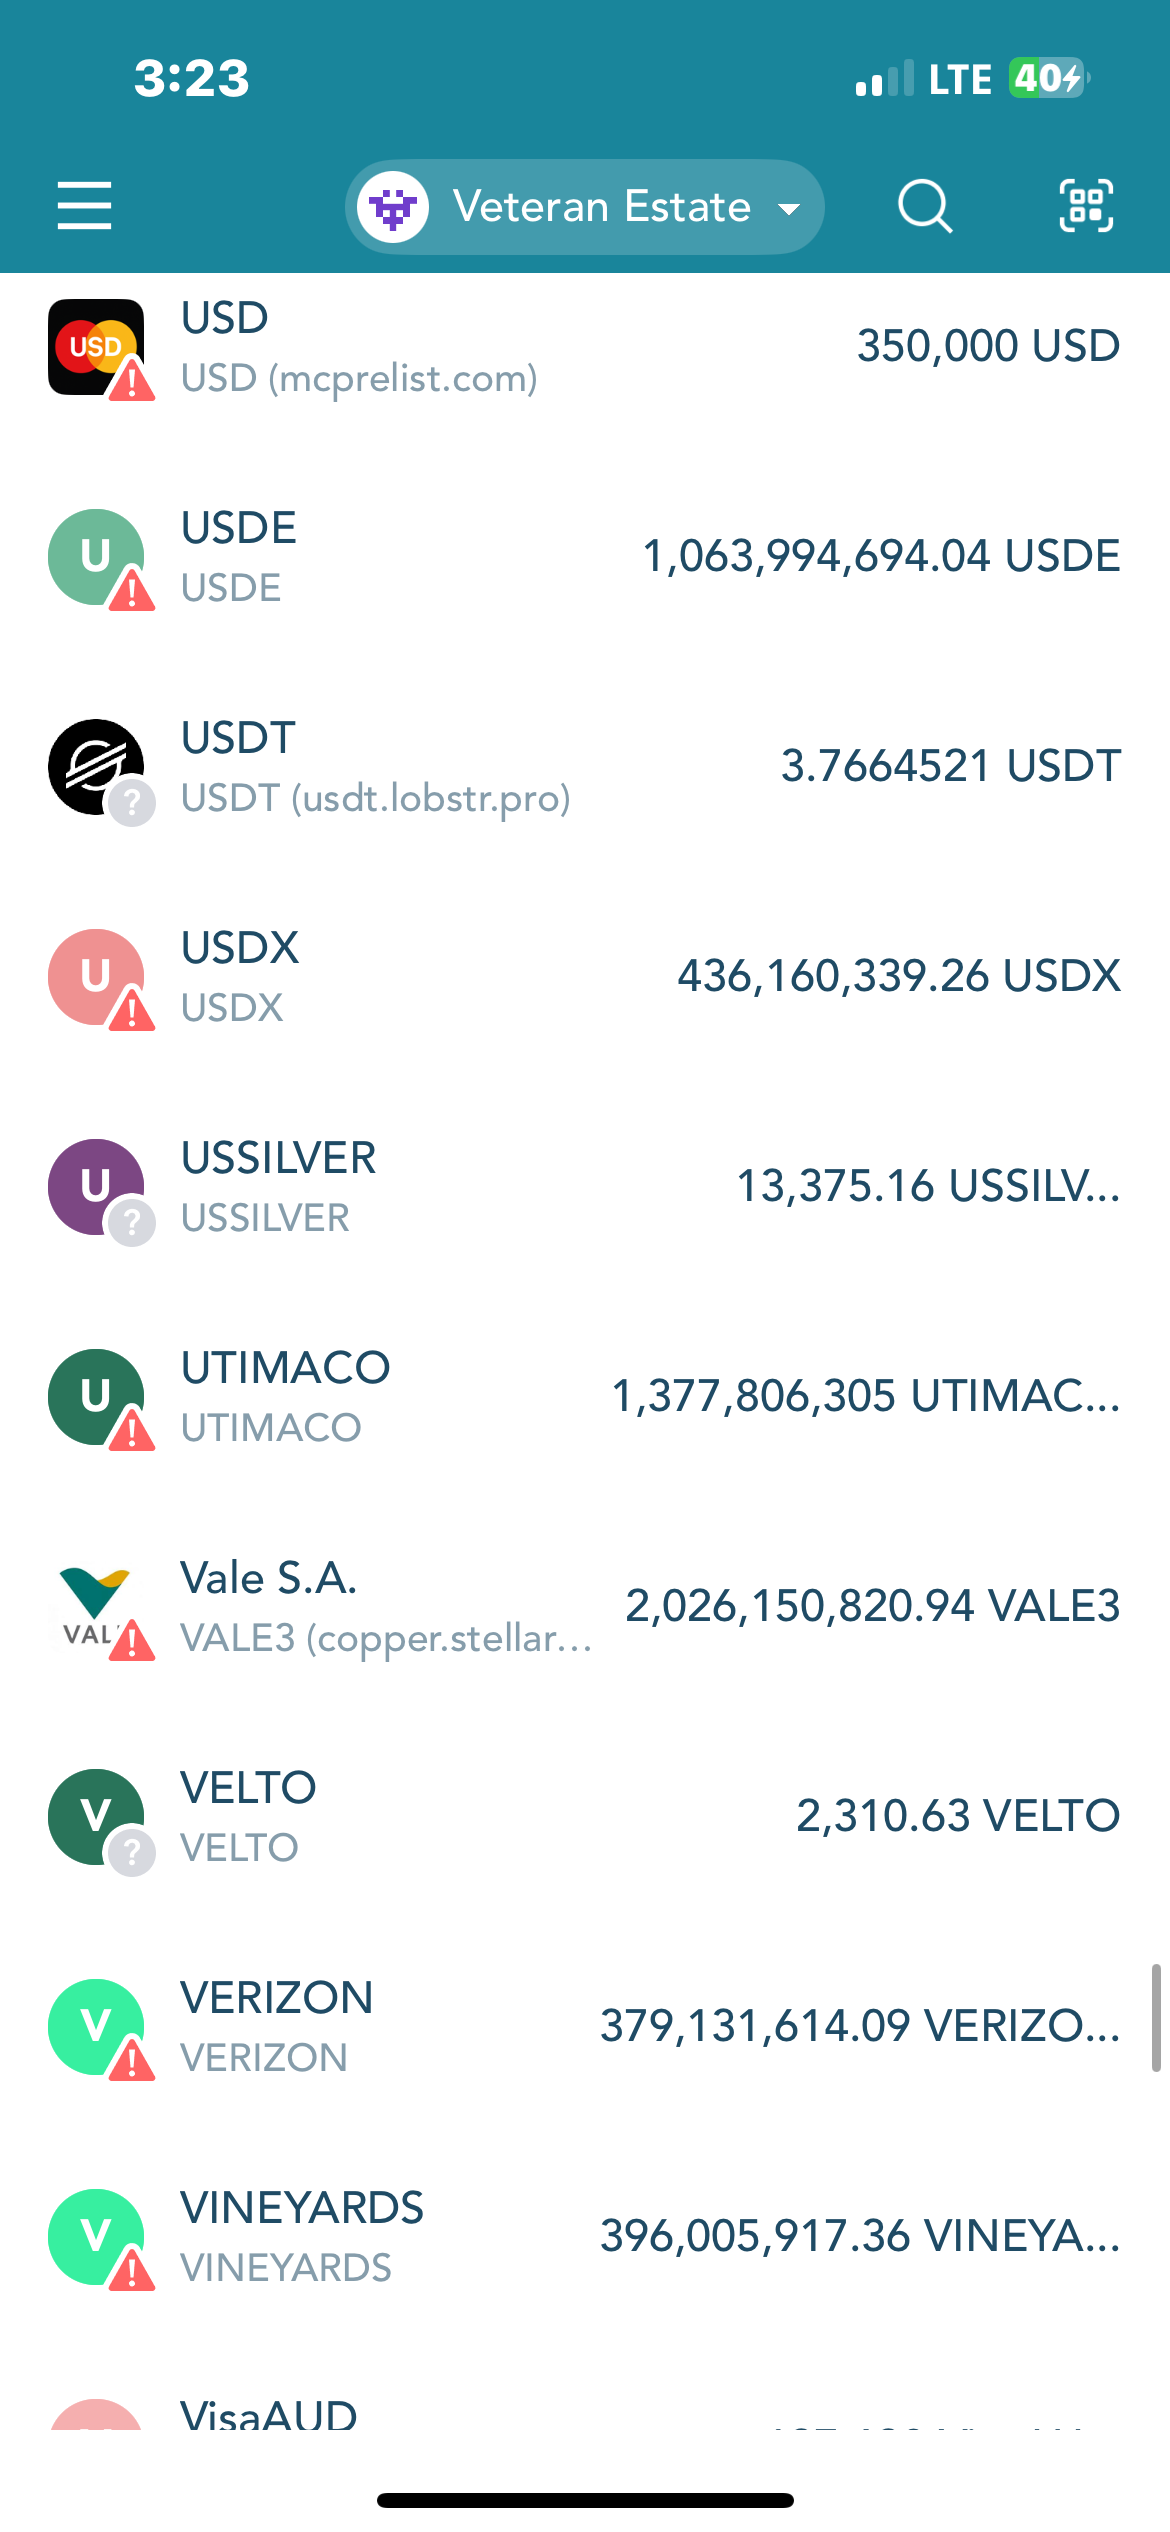 3:23
LTE 40
Veteran Estate
USD
USD
350,000 USD
USD (mcprelist.com)
U
USDE
1,063,994,694.04 USDE
USDE
USDT
3.7664521 USDT
?
USDT (usdt.lobstr.pro)
U
USDX
436,160,339.26 USDX
USDX
U
USSILVER
13,375.16 USSILV...
?
USSILVER
U
UTIMACO
1,377,806,305 UTIMAC...
UTIMACO
Vale S.A.
2,026,150,820.94 VALE3
VAL
VALE3 (copper.stellar...
V
VELTO
2,310.63 VELTO
?
VELTO
V
VERIZON
379,131,614.09 VERIZO...
VERIZON
V
VINEYARDS
396,005,917.36 VINEYA...
VINEYARDS
VisaAUD